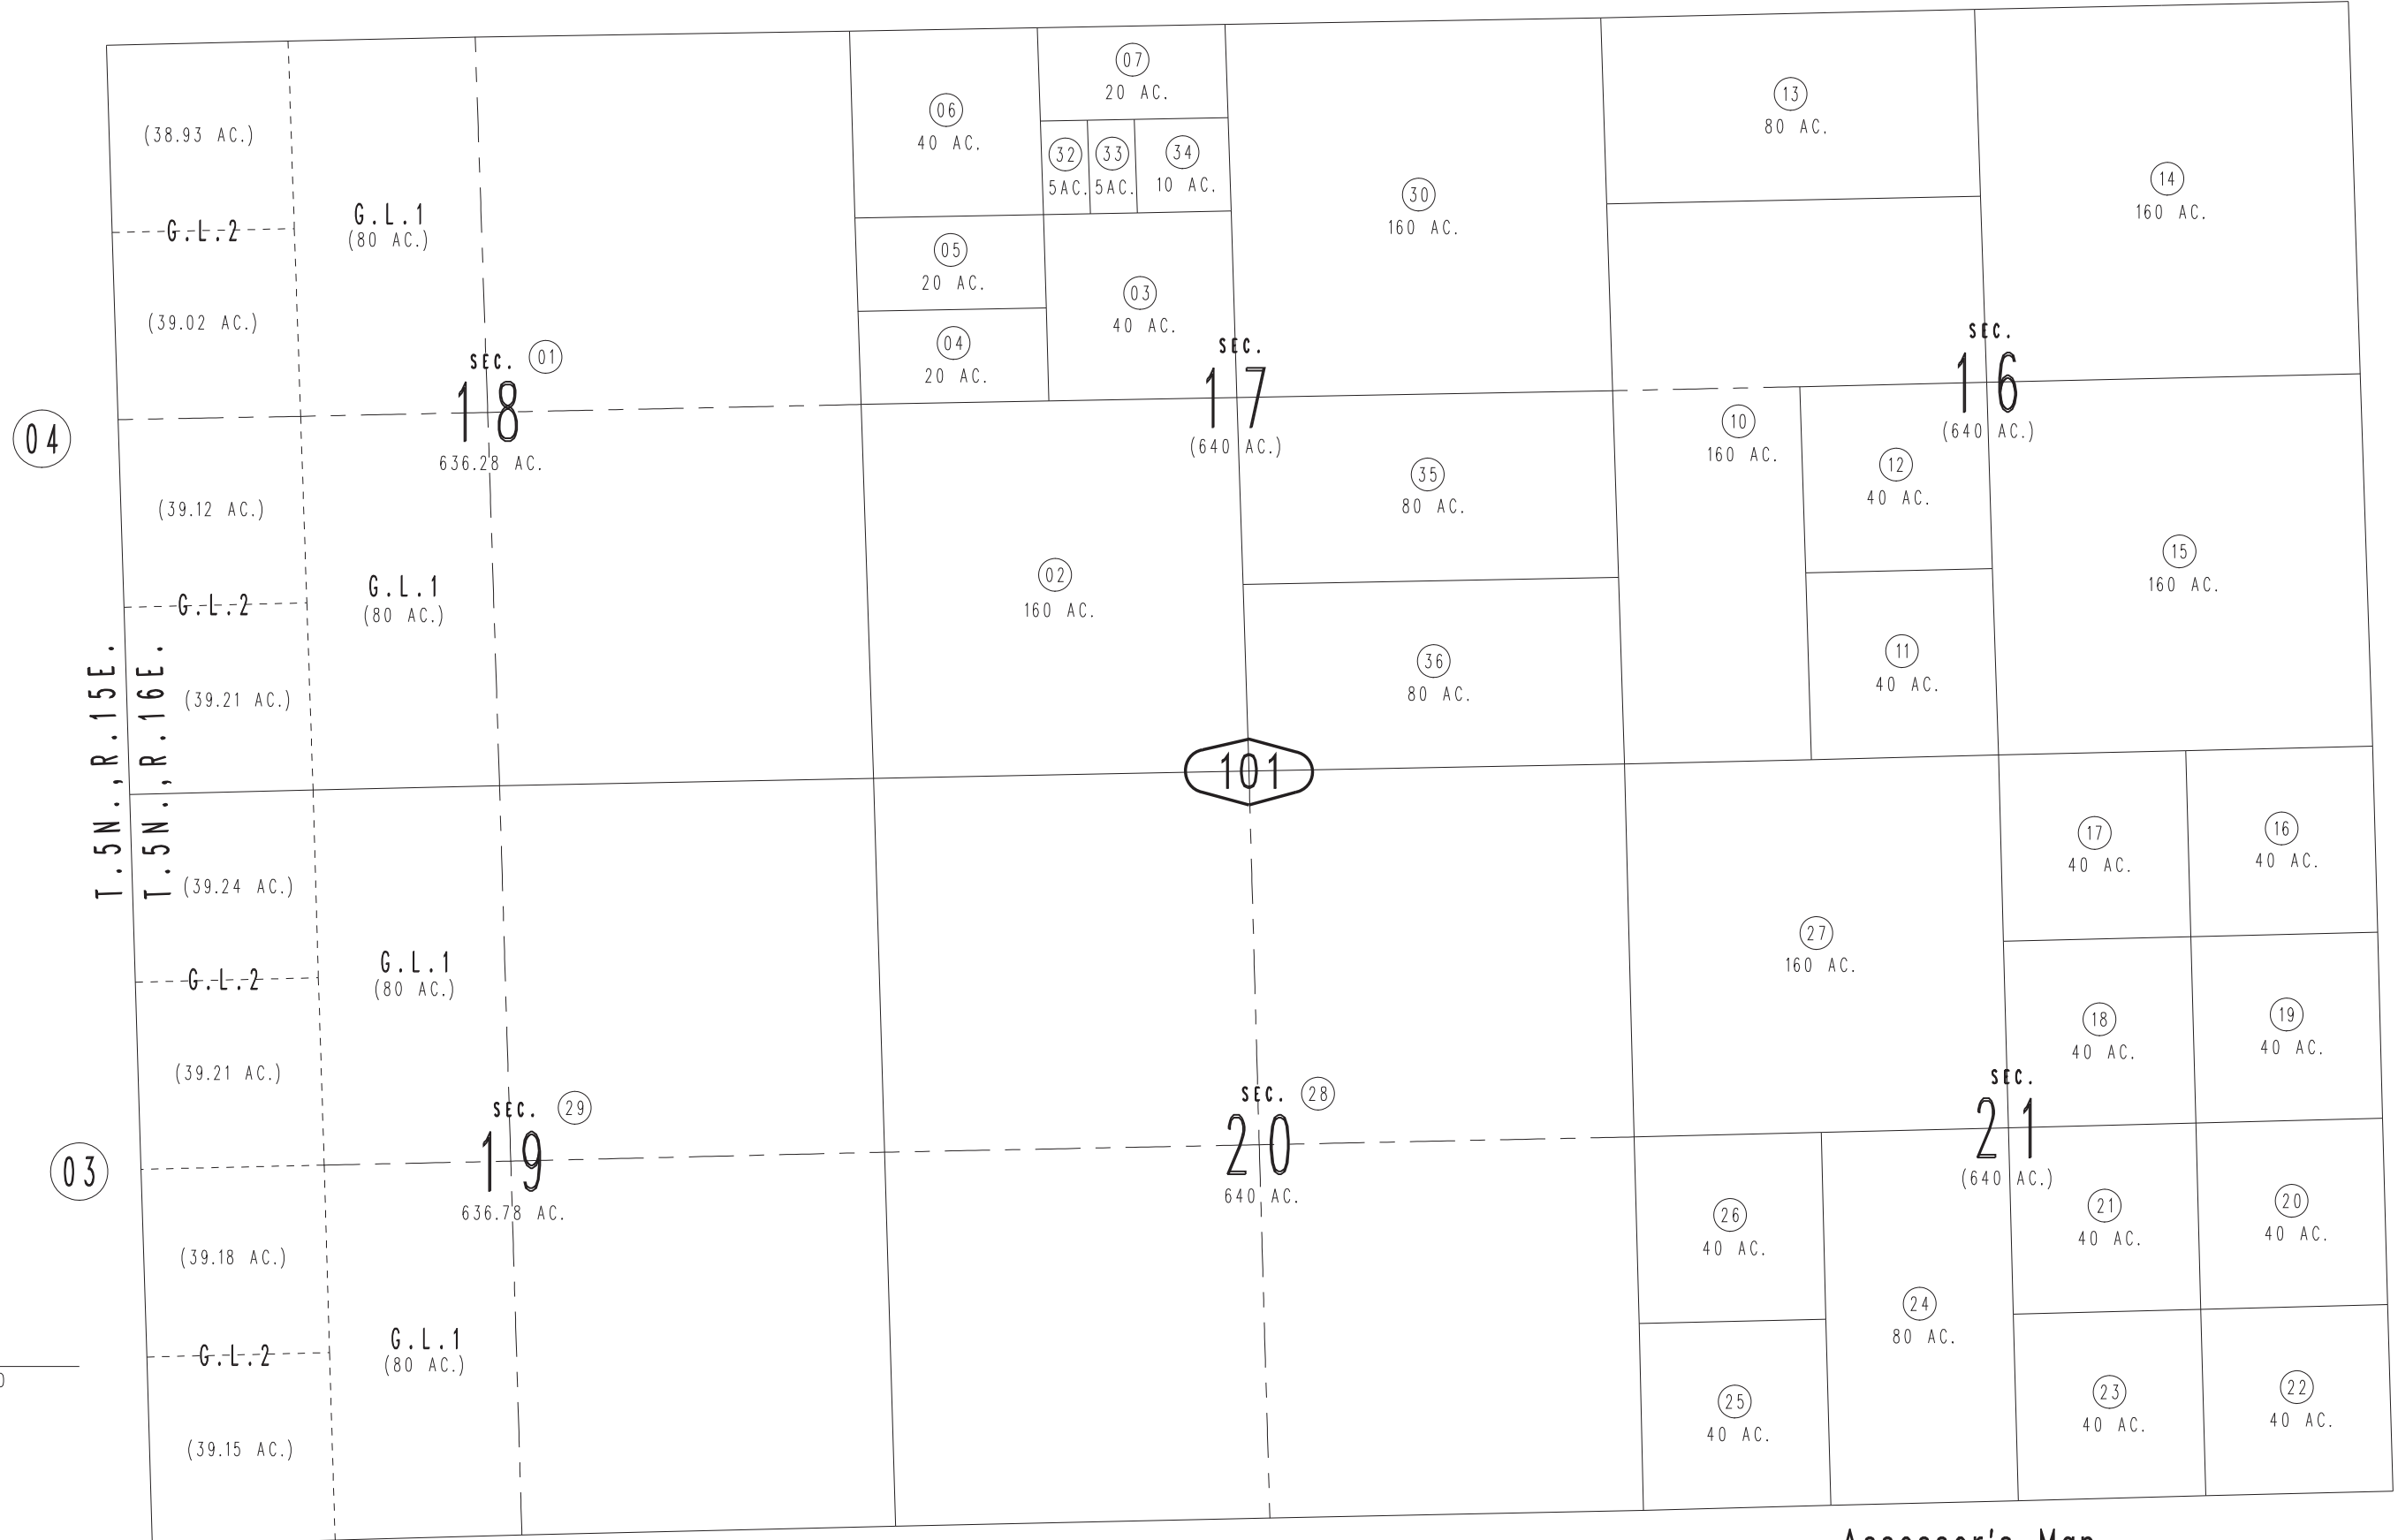 07
20 AC.
06
40 AC.
13
80 AC.
(38.93 AC.)
32
33
34
5AC.
5AC.
10 AC.
14
160 AC.
30
160 AC.
G.L.1
(80 AC.)
G.L.2
05
20 AC.
03
40 AC.
(39.02 AC.)
04
20 AC.
SEC.
01
18
636.28 AC.
SEC.
17
(640 AC.)
SEC.
16
(640 AC.)
04
10
160 AC.
12
40 AC.
35
80 AC.
(39.12 AC.)
02
160 AC.
15
160 AC.
G.L.1
(80 AC.)
G.L.2
36
80 AC.
11
40 AC.
(39.21 AC.)
T.5N.,R.15E.
T.5N.,R.16E.
101
17
40 AC.
16
40 AC.
(39.24 AC.)
27
160 AC.
G.L.1
(80 AC.)
G.L.2
18
40 AC.
19
40 AC.
(39.21 AC.)
SEC.
29
19
636.78 AC.
SEC.
28
20
640 AC.
SEC.
21
(640 AC.)
03
26
40 AC.
21
40 AC.
20
40 AC.
(39.18 AC.)
24
80 AC.
G.L.1
(80 AC.)
G.L.2
0
25
40 AC.
23
40 AC.
22
40 AC.
(39.15 AC.)
Assessor's Map